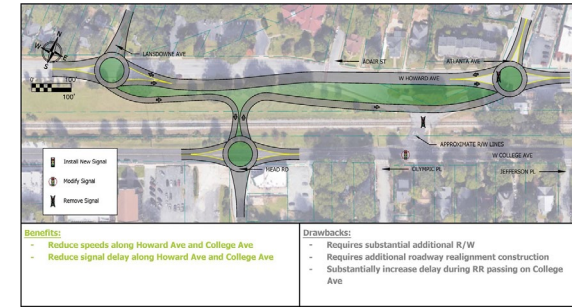 N
W
E
S
LANSDOWNE AVE
ADAIR ST
ATLANTA AVE
W HOWARD AVE
0
100'
100'
APPROXIMATE R/W LINES
W COLLEGE AVE
HEAD RD
OLYMPIC PL
JEFFERSON PL
Install New Signal
Modify Signal
Remove Signal
Benefits:
- Reduce speeds along Howard Ave and College Ave
- Reduce signal delay along Howard Ave and College Ave
Drawbacks:
- Requires substantial additional R/W
- Requires additional roadway realignment construction
- Substantially increase delay during RR passing on College
Ave